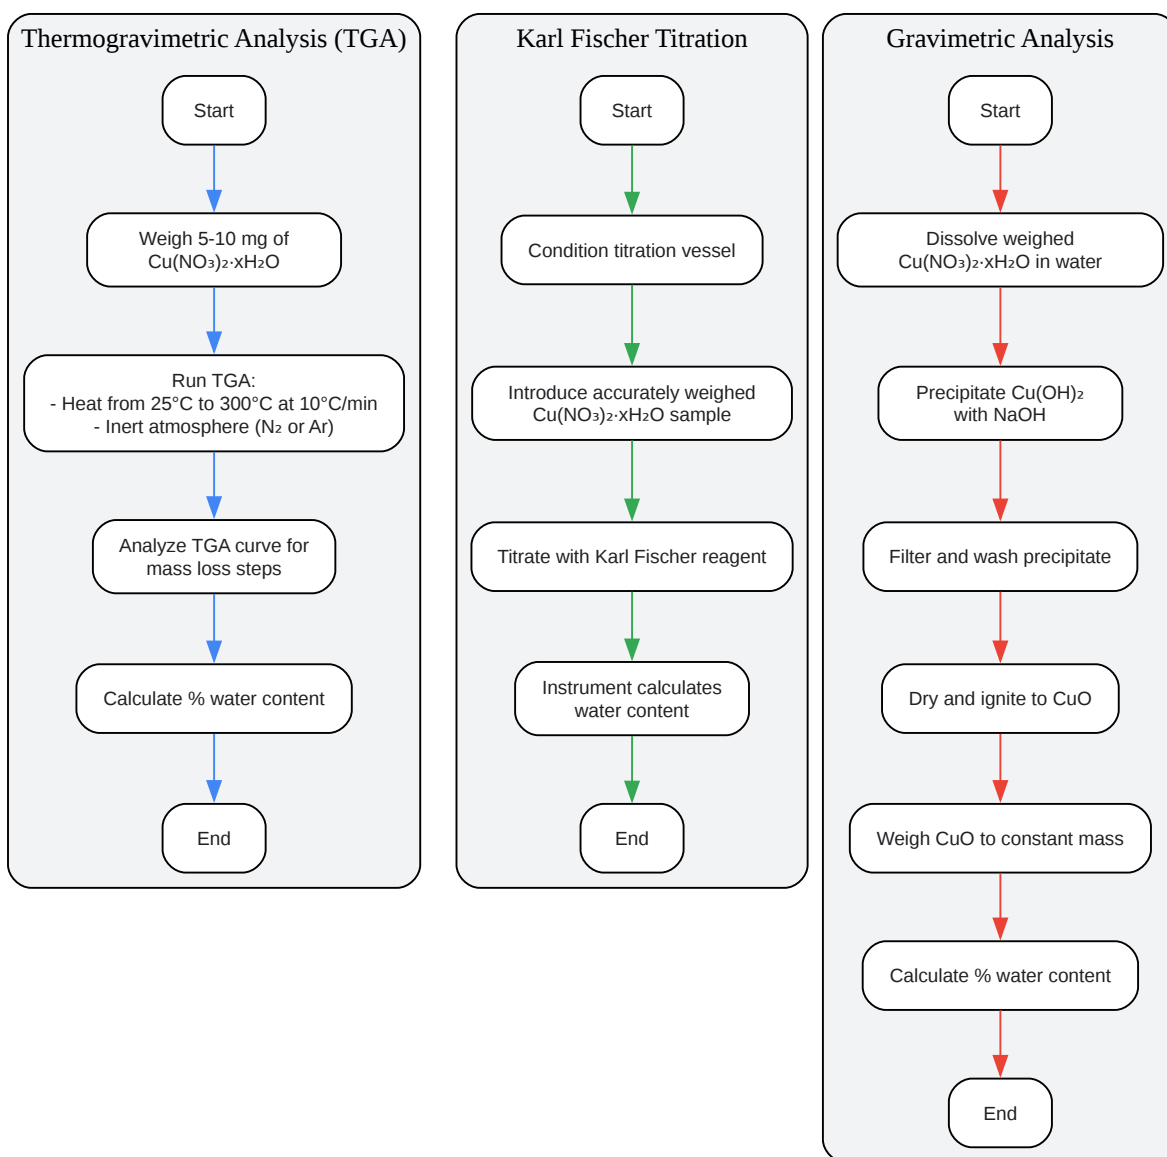 Thermogravimetric Analysis (TGA)
Start
Weigh 5-10 mg of
Cu(NO₃)₂·xH₂O
Run TGA:
- Heat from 25°C to 300°C at 10°C/min
- Inert atmosphere (N₂ or Ar)
Analyze TGA curve for
mass loss steps
Calculate % water content
End
Karl Fischer Titration
Start
Condition titration vessel
Introduce accurately weighed
Cu(NO₃)₂·xH₂O sample
Titrate with Karl Fischer reagent
Instrument calculates
water content
End
Gravimetric Analysis
Start
Dissolve weighed
Cu(NO₃)₂·xH₂O in water
Precipitate Cu(OH)₂
with NaOH
Filter and wash precipitate
Dry and ignite to CuO
Weigh CuO to constant mass
Calculate % water content
End